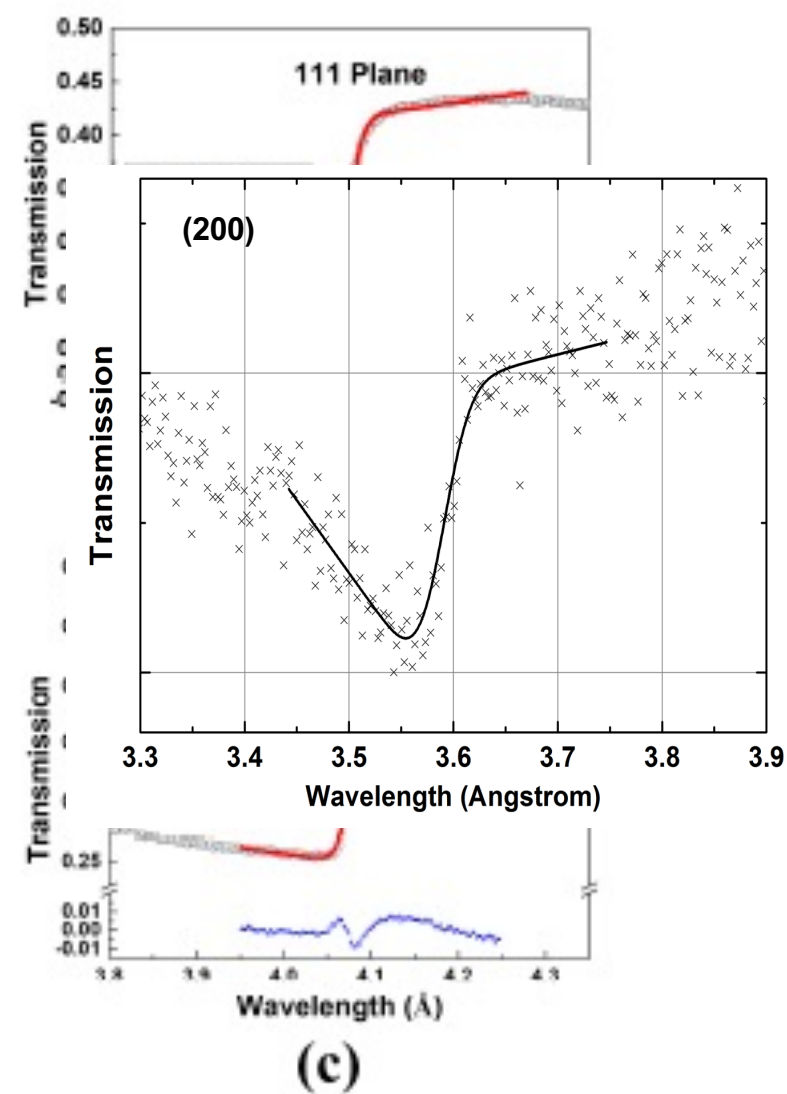 0.50
111 Plane
0.45
0.40
Transmission
(200)
Transmission
3.3 3.4 3.5 3.6 3.7 3.8 3.9
Wavelength (Angstrom)
Transmission
0.25
0.01
0.00
-0.01
3.8 3.9 4.0 4.1 4.2 4.3
Wavelength (Å)
(c)